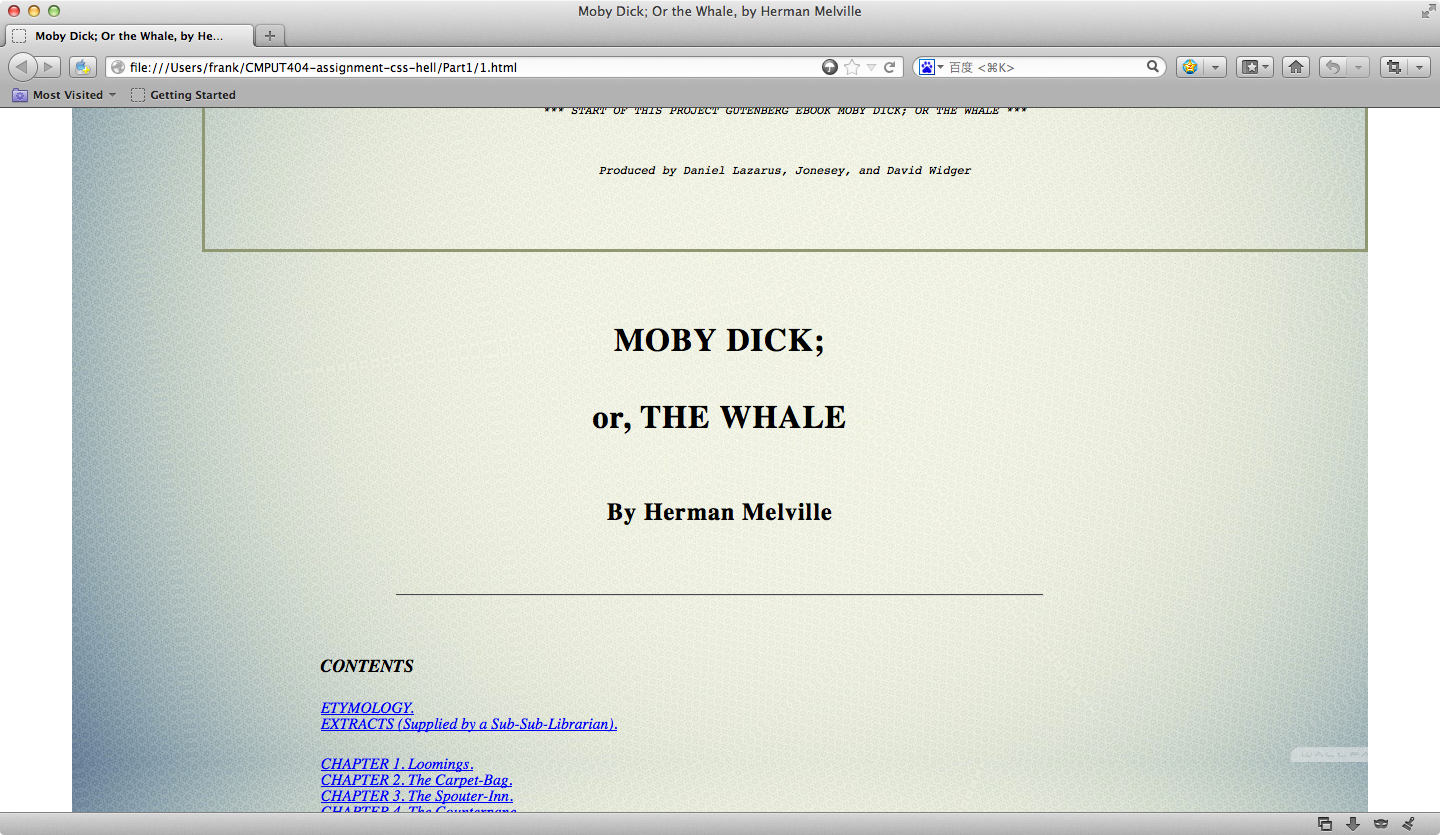 Moby Dick; Or the Whale, by Herman Melville
Moby Dick; Or the Whale, by He...
file:///Users/frank/CMPUT404-assignment-css-hell/Part1/1.html
百度 <⌘K>
Most Visited
Getting Started
*** START OF THIS PROJECT GUTENBERG EBOOK MOBY DICK; OR THE WHALE ***
Produced by Daniel Lazarus, Jonesey, and David Widger
MOBY DICK;
or, THE WHALE
By Herman Melville
CONTENTS
ETYMOLOGY.
EXTRACTS (Supplied by a Sub-Sub-Librarian).
CHAPTER 1. Loomings.
CHAPTER 2. The Carpet-Bag.
CHAPTER 3. The Spouter-Inn.
CHAPTER 4. The Counterpane.